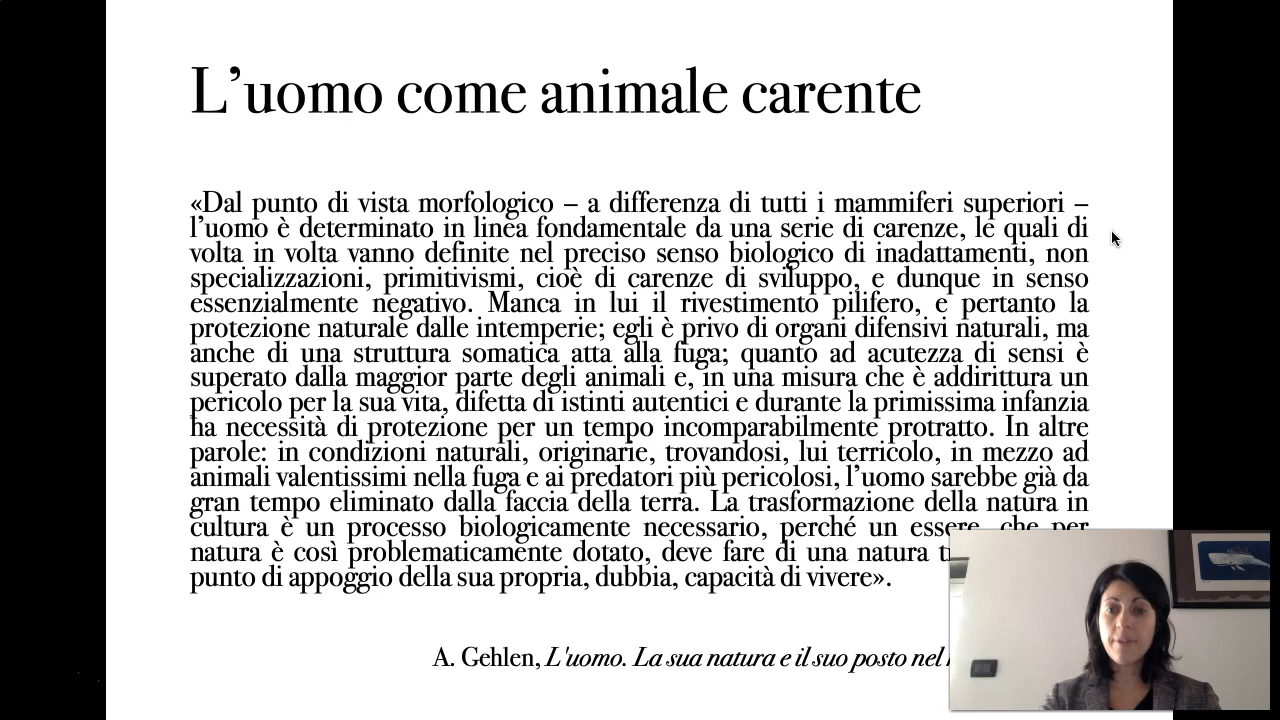 L’uomo come animale carente
«Dal punto di vista morfologico – a differenza di tutti i mammiferi superiori –
l’uomo è determinato in linea fondamentale da una serie di carenze, le quali di
volta in volta vanno definite nel preciso senso biologico di inadattamenti, non
specializzazioni, primitivismi, cioè di carenze di sviluppo, e dunque in senso
essenzialmente negativo. Manca in lui il rivestimento pilifero, e pertanto la
protezione naturale dalle intemperie; egli è privo di organi difensivi naturali, ma
anche di una struttura somatica atta alla fuga; quanto ad acutezza di sensi è
superato dalla maggior parte degli animali e, in una misura che è addirittura un
pericolo per la sua vita, difetta di istinti autentici e durante la primissima infanzia
ha necessità di protezione per un tempo incomparabilmente protratto. In altre
parole: in condizioni naturali, originarie, trovandosi, lui terricolo, in mezzo ad
animali valentissimi nella fuga e ai predatori più pericolosi, l’uomo sarebbe già da
gran tempo eliminato dalla faccia della terra. La trasformazione della natura in
cultura è un processo biologicamente necessario, perché un essere, che per
natura è così problematicamente dotato, deve fare di una natura
punto di appoggio della sua propria, dubbia, capacità di vivere».
A. Gehlen, L'uomo. La sua natura e il suo posto nel